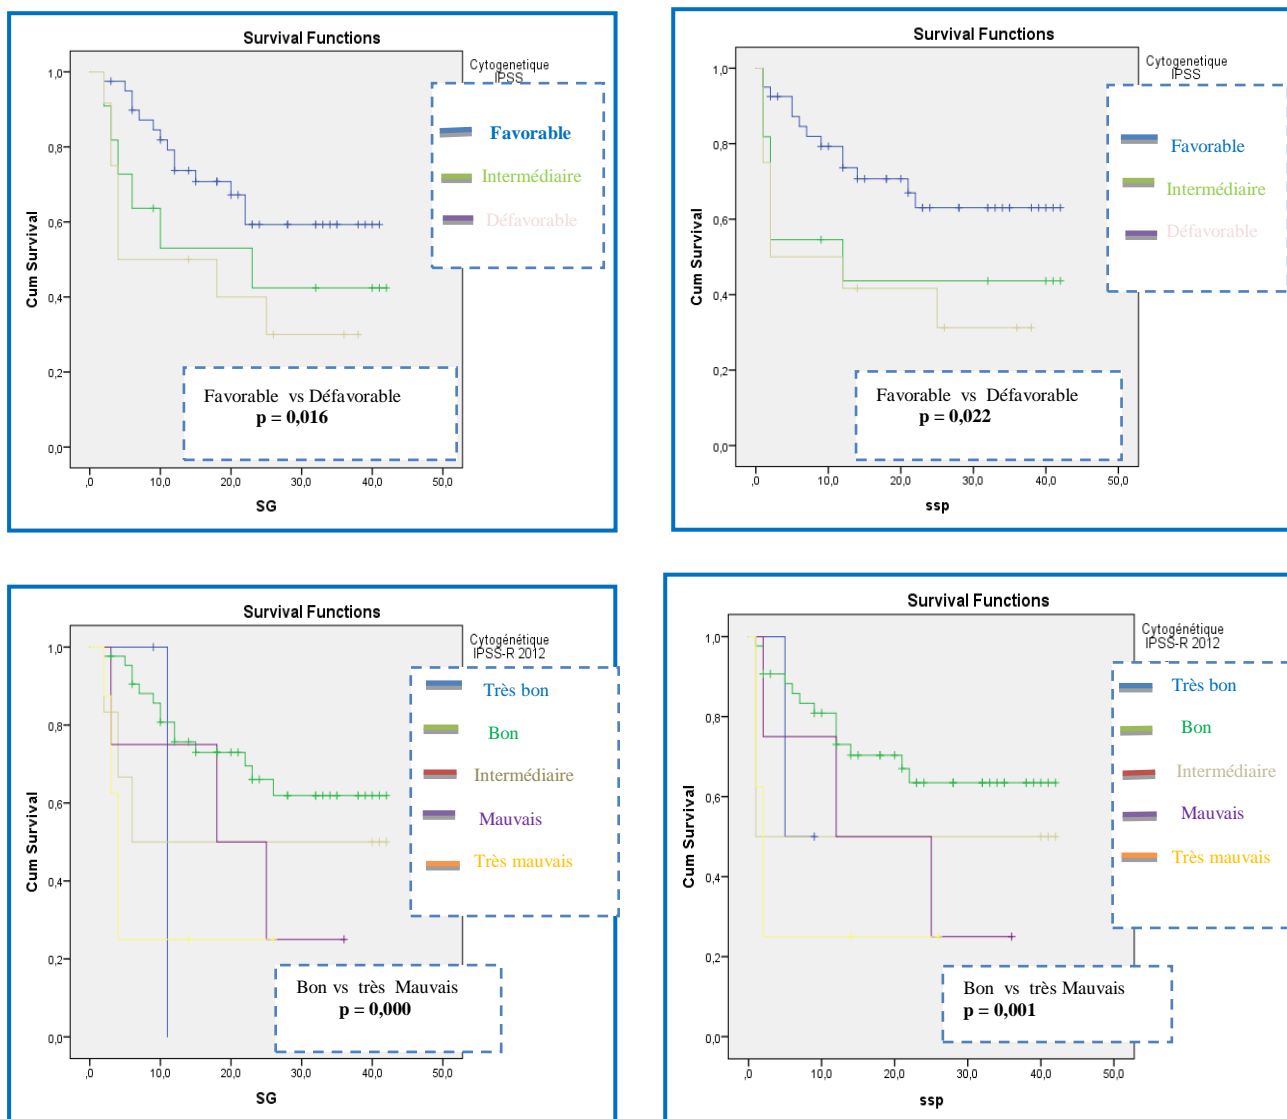 Survival Functions
Cytogenetique
IPSS
Favorable
Intermédiaire
Défavorable
Cum Survival
1,0
0,8
0,6
0,4
0,2
0,0
Favorable vs Défavorable
p = 0,016
,0 10,0 20,0 30,0 40,0 50,0
SG
Survival Functions
Cytogenetique
IPSS
Favorable
Intermédiaire
Défavorable
Cum Survival
1,0
0,8
0,6
0,4
0,2
0,0
Favorable vs Défavorable
p = 0,022
,0 10,0 20,0 30,0 40,0 50,0
ssp
Survival Functions
Cytogénétique
IPSS-R 2012
Très bon
Bon
Intermédiaire
Mauvais
Très mauvais
Cum Survival
1,0
0,8
0,6
0,4
0,2
0,0
Bon vs très Mauvais
p = 0,000
,0 10,0 20,0 30,0 40,0 50,0
SG
Survival Functions
Cytogénétique
IPSS-R 2012
Très bon
Bon
Intermédiaire
Mauvais
Très mauvais
Cum Survival
1,0
0,8
0,6
0,4
0,2
0,0
Bon vs très Mauvais
p = 0,001
,0 10,0 20,0 30,0 40,0 50,0
ssp